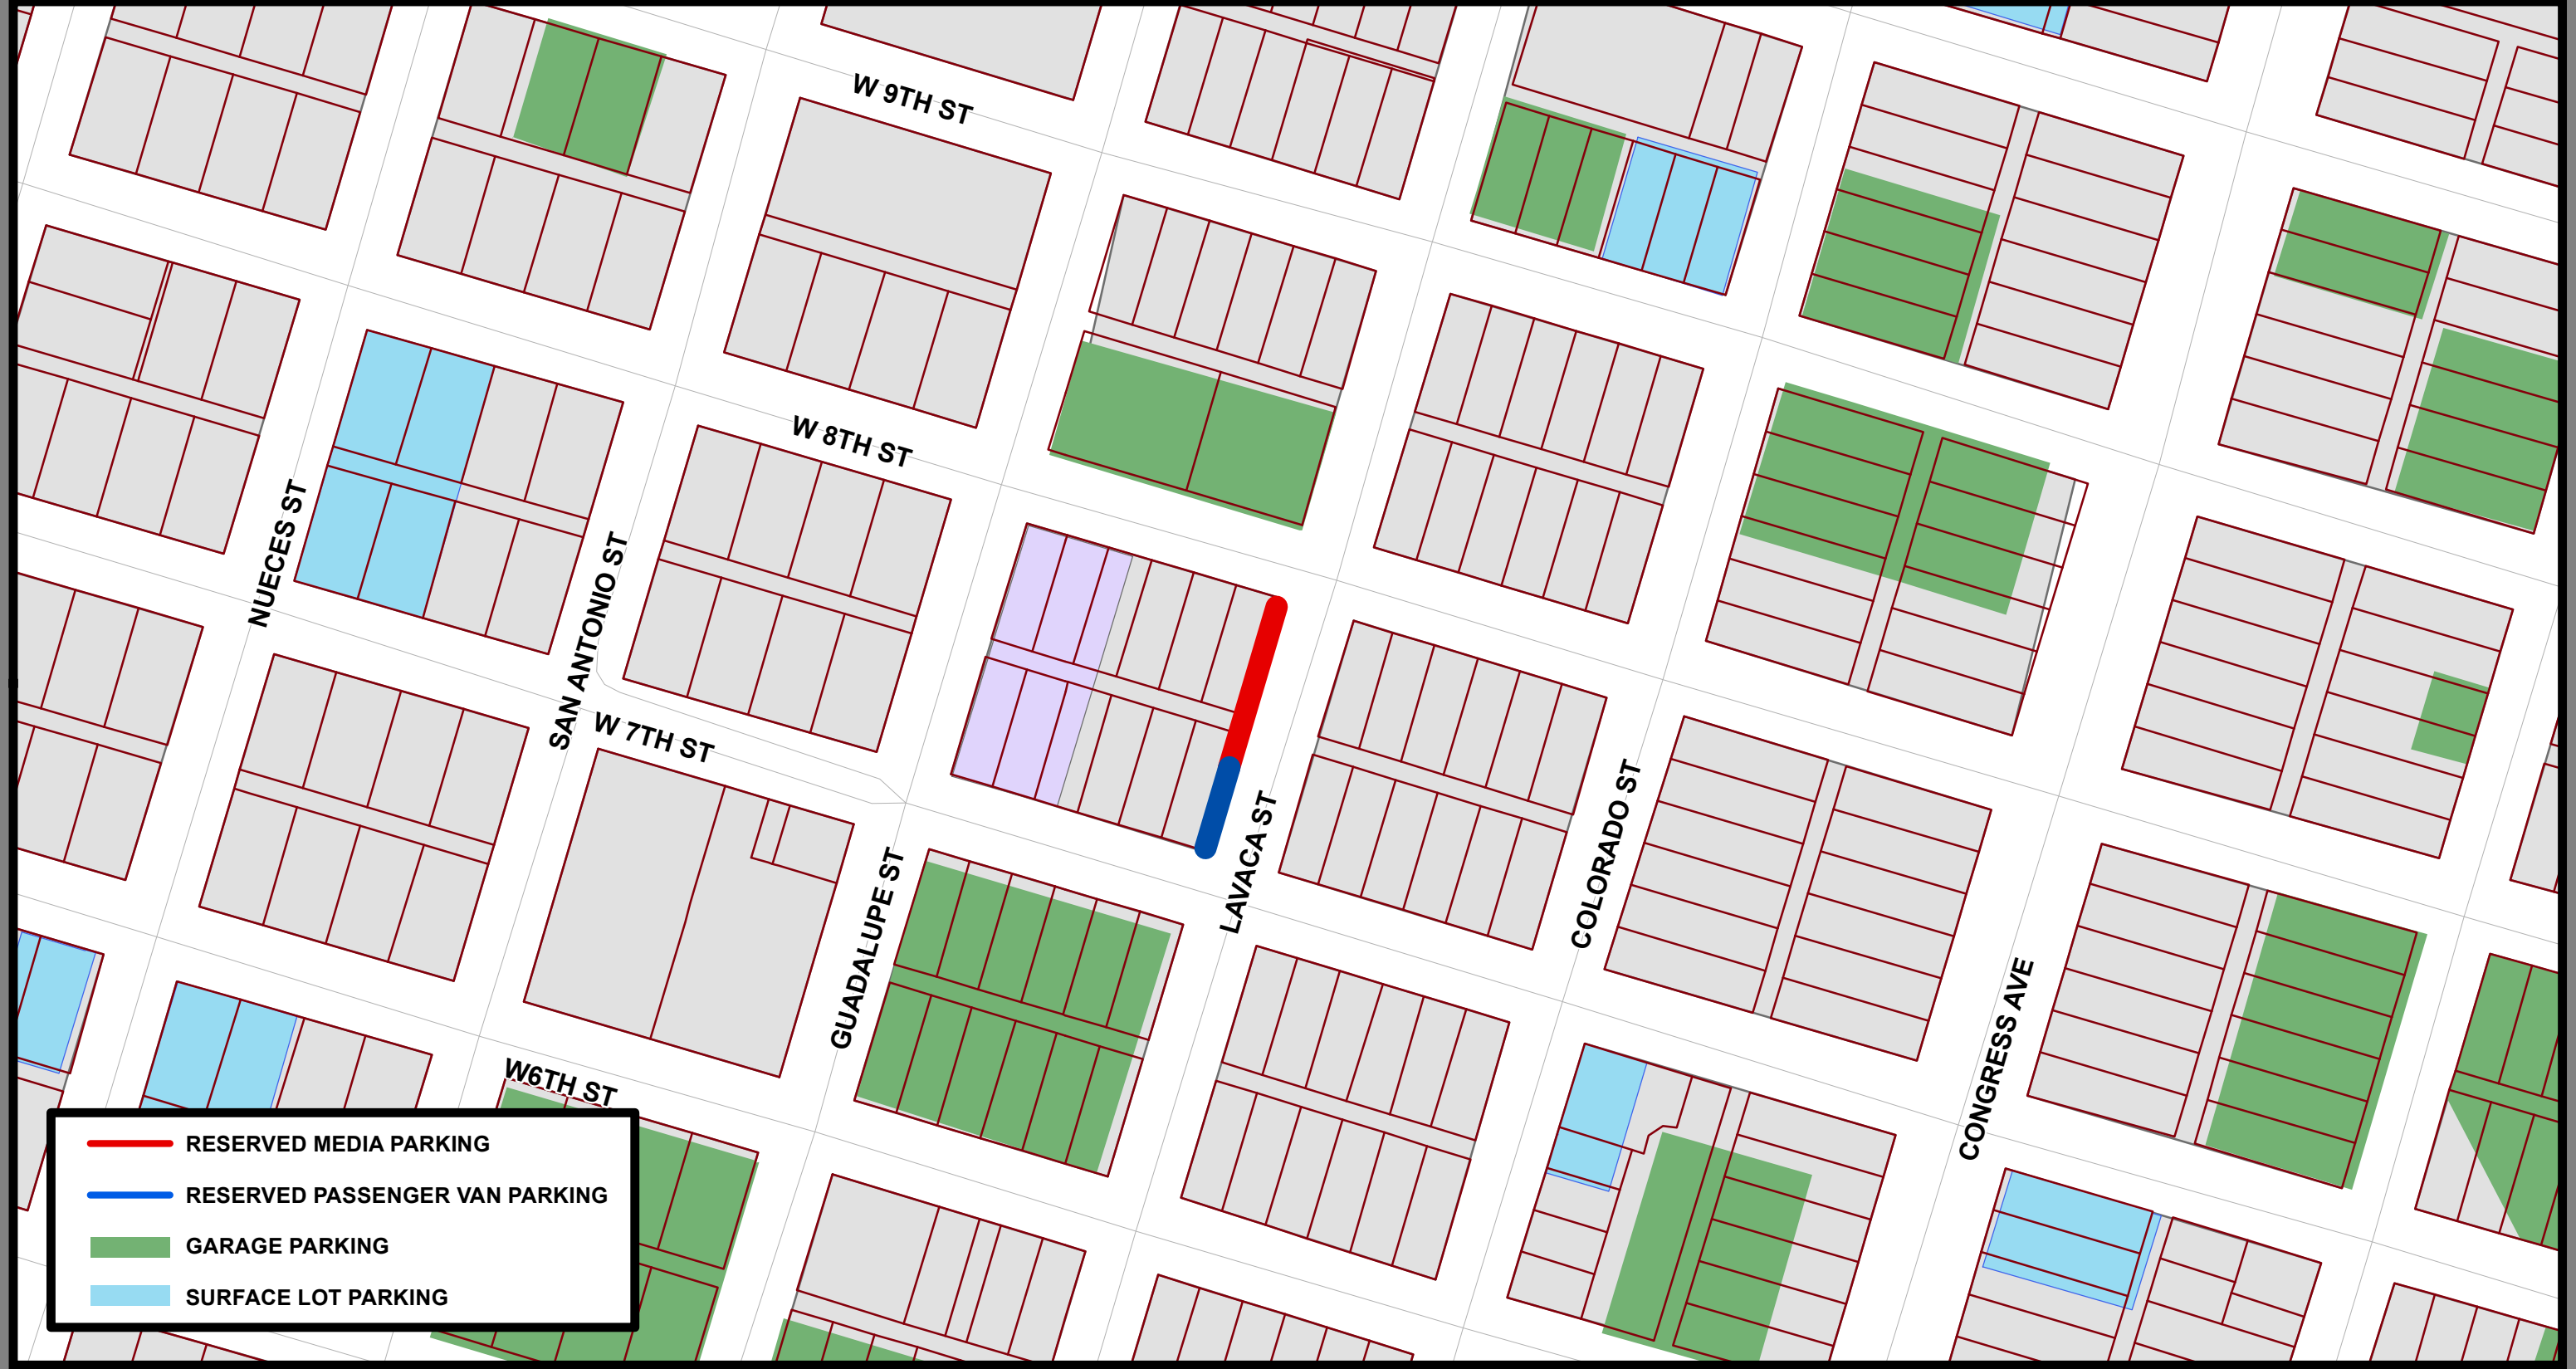 W 9TH ST
W 8TH ST
NUECES ST
SAN ANTONIO ST
W 7TH ST
GUADALUPE ST
LAVACA ST
COLORADO ST
CONGRESS AVE
W6TH ST
RESERVED MEDIA PARKING
RESERVED PASSENGER VAN PARKING
GARAGE PARKING
SURFACE LOT PARKING